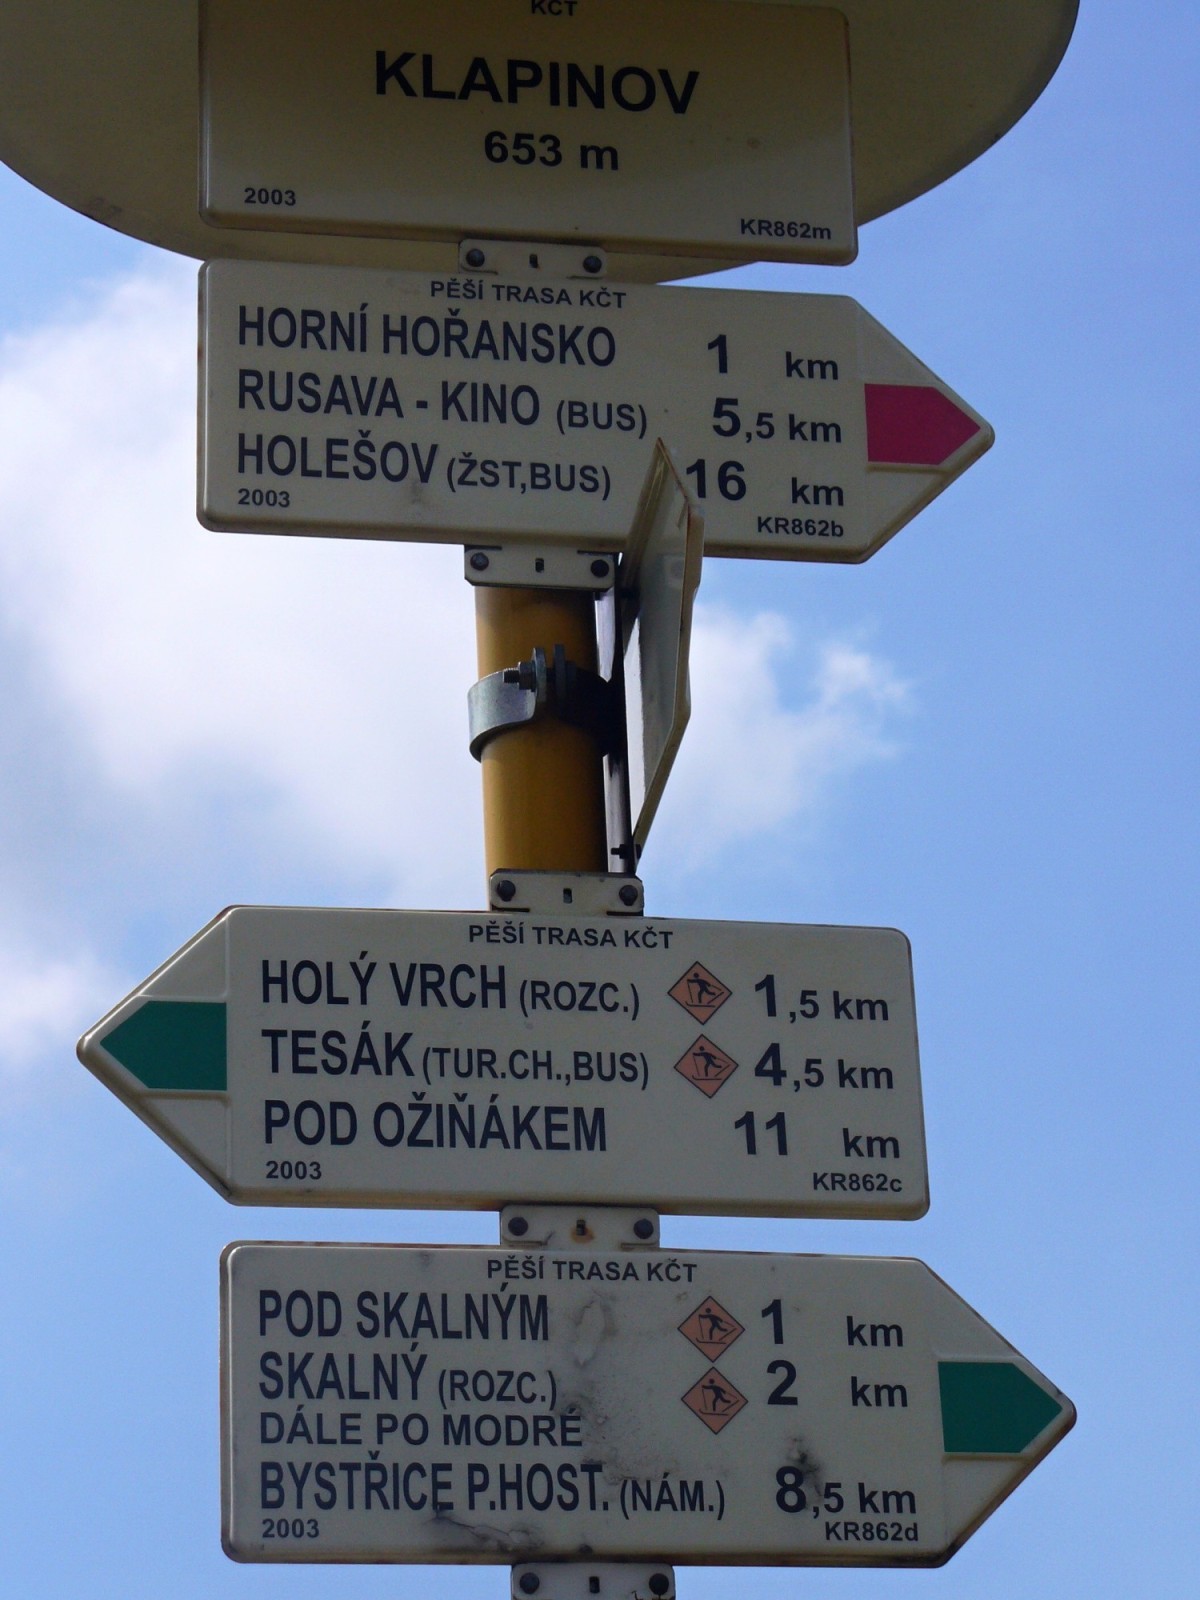 KČT
KLAPINOV
653 m
2003 KR862m
PĚŠÍ TRASA KČT
HORNÍ HOŘANSKO 1 km
RUSAVA - KINO (BUS) 5,5 km
HOLEŠOV (ŽST,BUS) 16 km
2003 KR862b
PĚŠÍ TRASA KČT
HOLÝ VRCH (ROZC.) 1,5 km
TESÁK (TUR.CH.,BUS) 4,5 km
POD OŽIŇÁKEM 11 km
2003 KR862c
PĚŠÍ TRASA KČT
POD SKALNÝM 1 km
SKALNÝ (ROZC.) 2 km
DÁLE PO MODRÉ
BYSTŘICE P.HOST. (NÁM.) 8,5 km
2003 KR862d